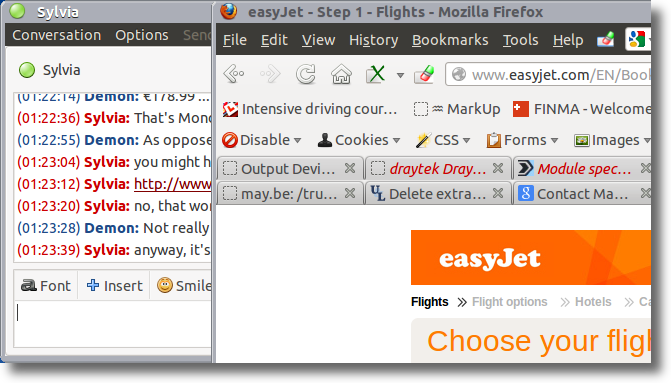 Sylvia
Conversation Options Send
Sylvia
(01:22:14) Demon: €178.99 ...
(01:22:36) Sylvia: That's Mond
(01:22:55) Demon: As oppose
(01:23:04) Sylvia: you might h
(01:23:12) Sylvia: http://www
(01:23:20) Sylvia: no, that wor
(01:23:28) Demon: Not really
(01:23:39) Sylvia: anyway, it's
Font Insert Smile
easyJet - Step 1 - Flights - Mozilla Firefox
File Edit View History Bookmarks Tools Help
www.easyjet.com/EN/Book
Intensive driving cour... MarkUp FINMA - Welcome
Disable Cookies CSS Forms Images
Output Devi... draytek Dray... Module spec...
may.be: /tru... Delete extra... Contact Ma...
easyJet
Flights Flight options Hotels Ca
Choose your fligh